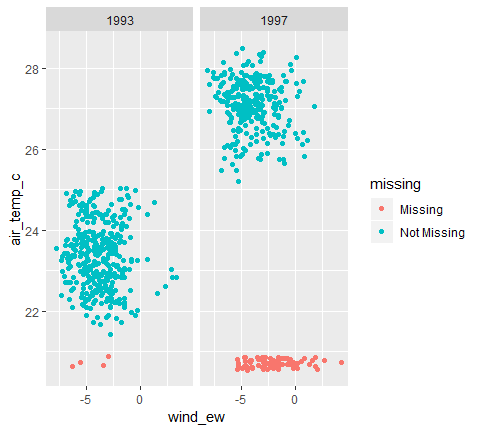 1993 1997
28
26
24
22
air_temp_c
-5 0 -5 0
wind_ew
missing
Missing
Not Missing